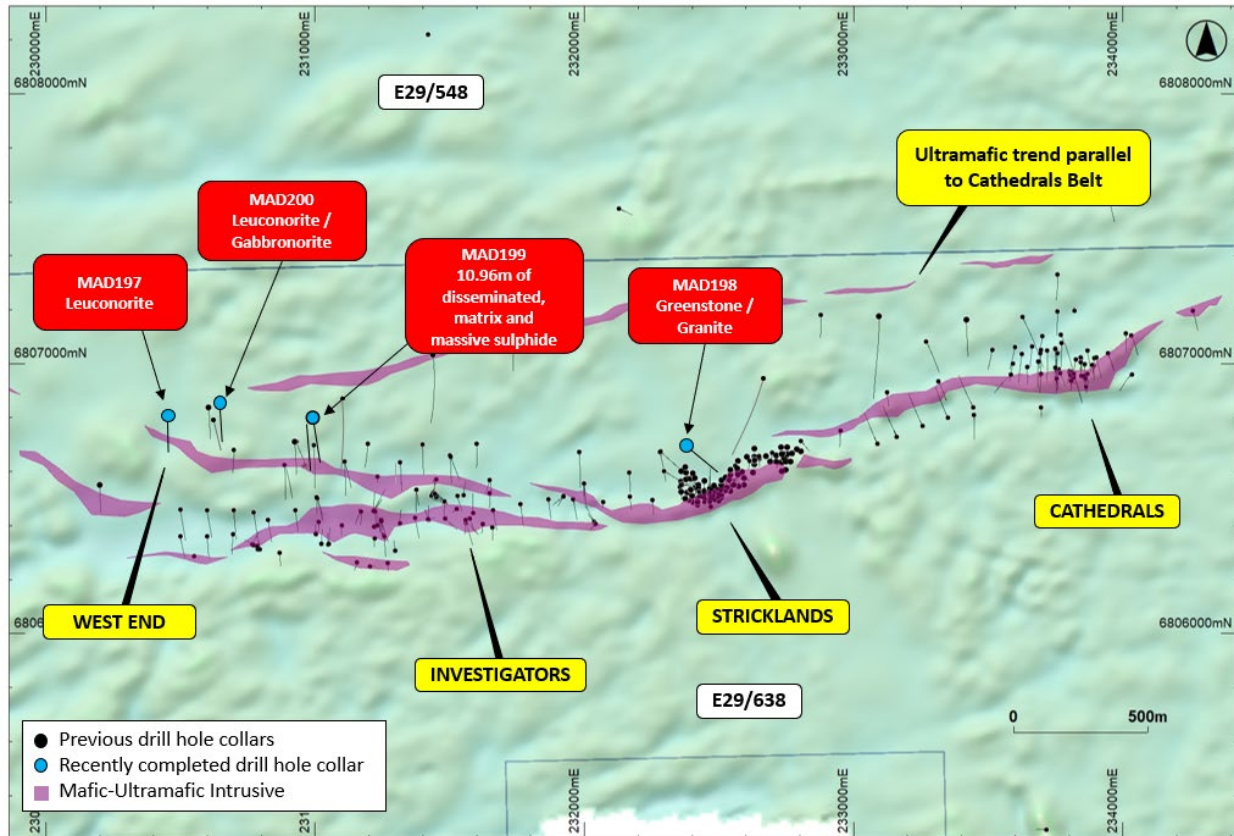 230000mE
231000mE
232000mE
233000mE
234000mE
6808000mN
6808000mN
E29/548
Ultramafic trend parallel
to Cathedrals Belt
MAD200
Leuconorite /
Gabbronorite
MAD199
10.96m of
disseminated,
matrix and
massive sulphide
MAD197
Leuconorite
MAD198
Greenstone /
Granite
6807000mN
6807000mN
CATHEDRALS
WEST END
STRICKLANDS
INVESTIGATORS
6806
6806000mN
E29/638
0
500m
Previous drill hole collars
Recently completed drill hole collar
Mafic-Ultramafic Intrusive
230
231
232000mE
233000mE
234000mE